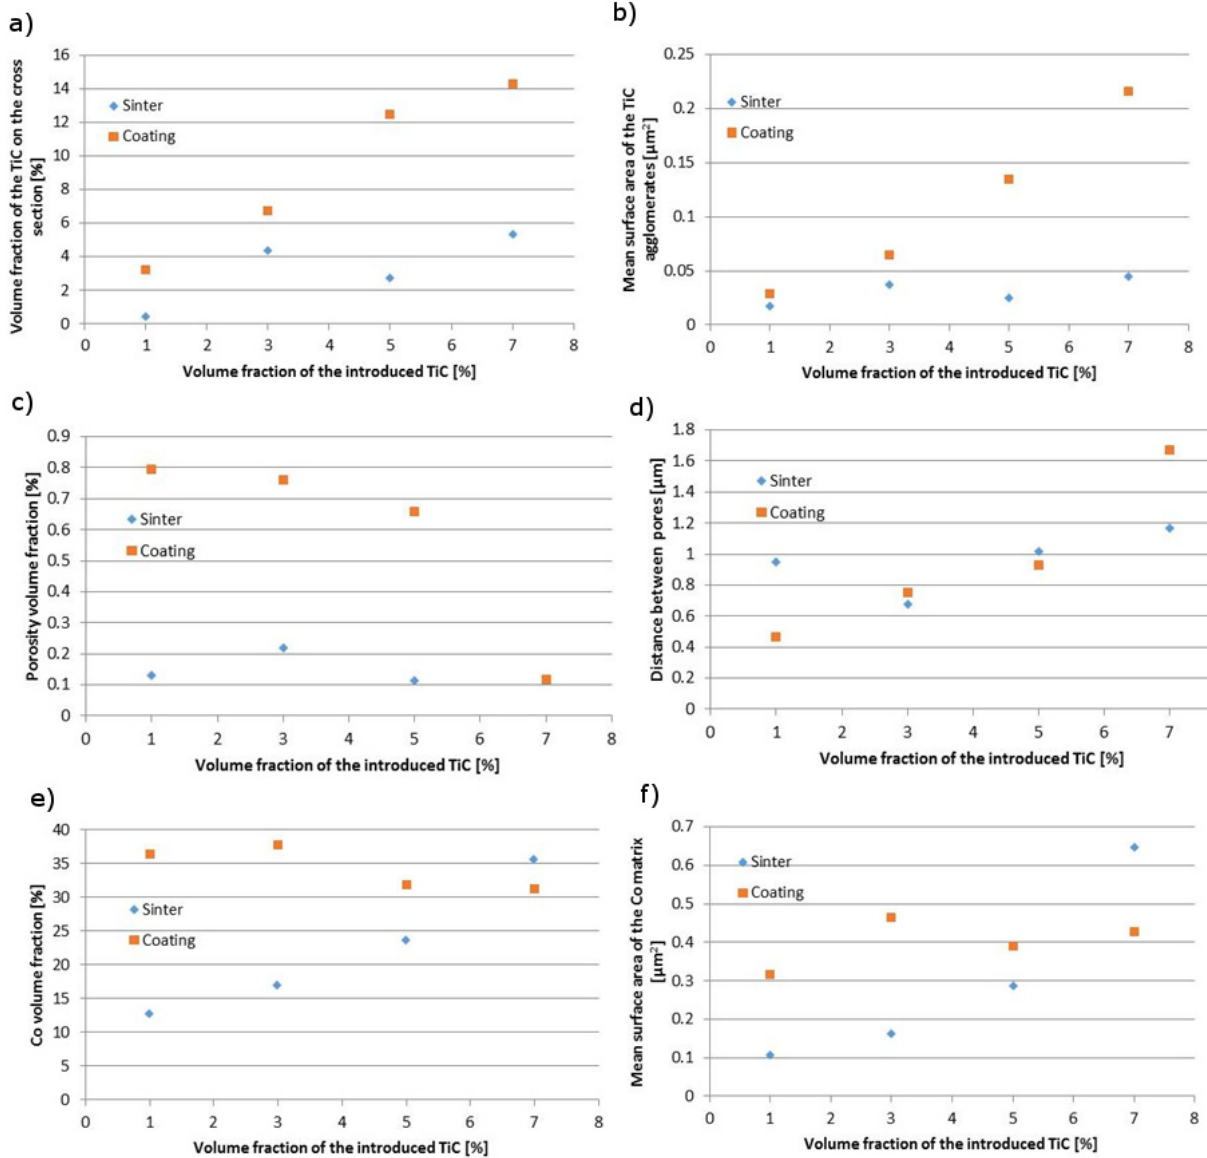 a)
Volume fraction of the TiC on the cross
section [%]
16
14
12
10
8
6
4
2
0
Sinter
Coating
0 1 2 3 4 5 6 7 8
Volume fraction of the introduced TiC [%]
b)
Mean surface area of the TiC
agglomerates [µm²]
0.25
0.2
0.15
0.1
0.05
0
Sinter
Coating
0 1 2 3 4 5 6 7 8
Volume fraction of the introduced TiC [%]
c)
Porosity volume fraction [%]
0.9
0.8
0.7
0.6
0.5
0.4
0.3
0.2
0.1
0
Sinter
Coating
0 1 2 3 4 5 6 7 8
Volume fraction of the introduced TiC [%]
d)
Distance between pores [µm]
1.8
1.6
1.4
1.2
1
0.8
0.6
0.4
0.2
0
Sinter
Coating
0 1 2 3 4 5 6 7
Volume fraction of the introduced TiC [%]
e)
Co volume fraction [%]
40
35
30
25
20
15
10
5
0
Sinter
Coating
0 1 2 3 4 5 6 7 8
Volume fraction of the introduced TiC [%]
f)
Mean surface area of the Co matrix
[µm²]
0.7
0.6
0.5
0.4
0.3
0.2
0.1
0
Sinter
Coating
0 1 2 3 4 5 6 7 8
Volume fraction of the introduced TiC [%]